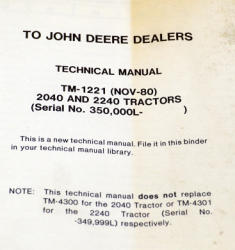 TO JOHN DEERE DEALERS
TECHNICAL MANUAL
TM-1221 (NOV-80)
2040 AND 2240 TRACTORS
(Serial No. 350,000L- )
This is a new technical manual. File it in this binder
in your technical manual library.
NOTE: This technical manual does not replace
TM-4300 for the 2040 Tractor or TM-4301
for the 2240 Tractor (Serial No.
-349,999L) respectively.